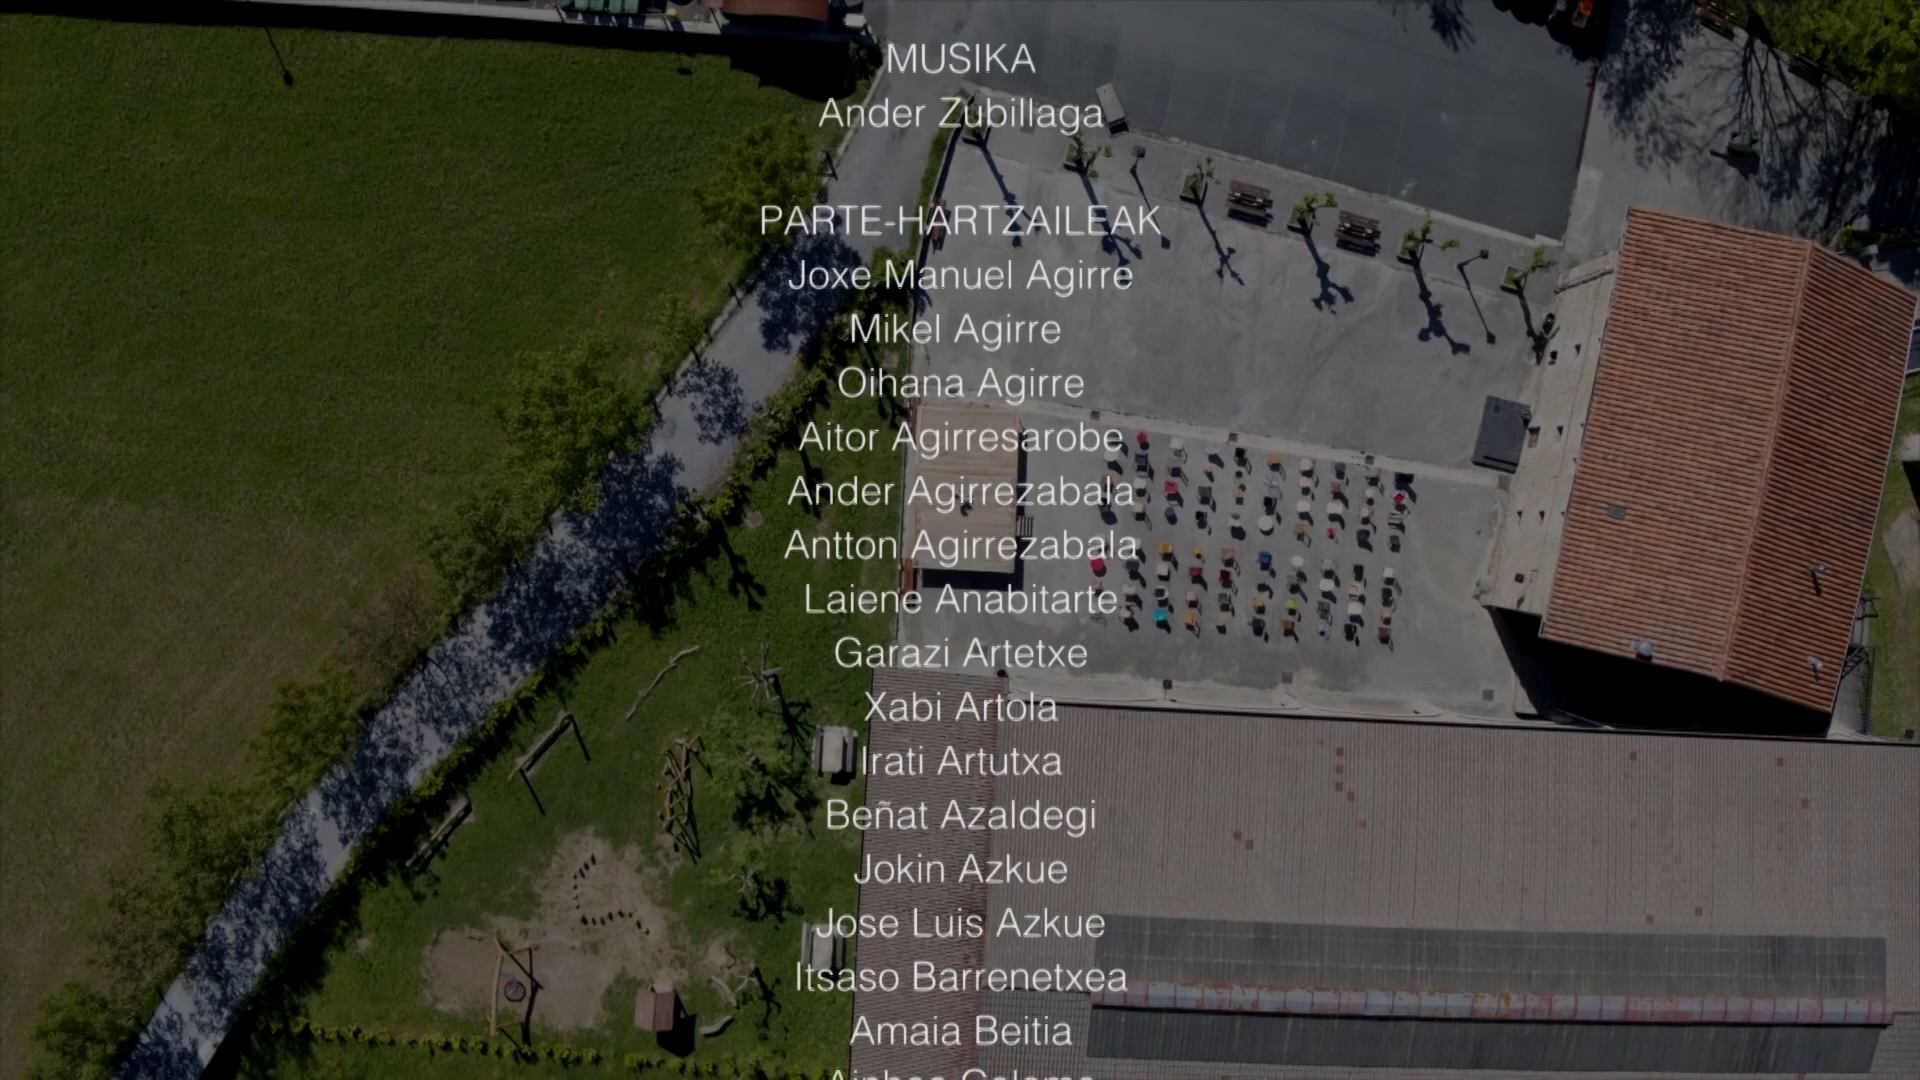 MUSIKA
Ander Zubillaga
PARTE-HARTZAILEAK
Joxe Manuel Agirre
Mikel Agirre
Oihana Agirre
Aitor Agirresarobe
Ander Agirrezabala
Antton Agirrezabala
Laiene Anabitarte
Garazi Artetxe
Xabi Artola
Irati Artutxa
Beñat Azaldegi
Jokin Azkue
Jose Luis Azkue
Itsaso Barrenetxea
Amaia Beitia